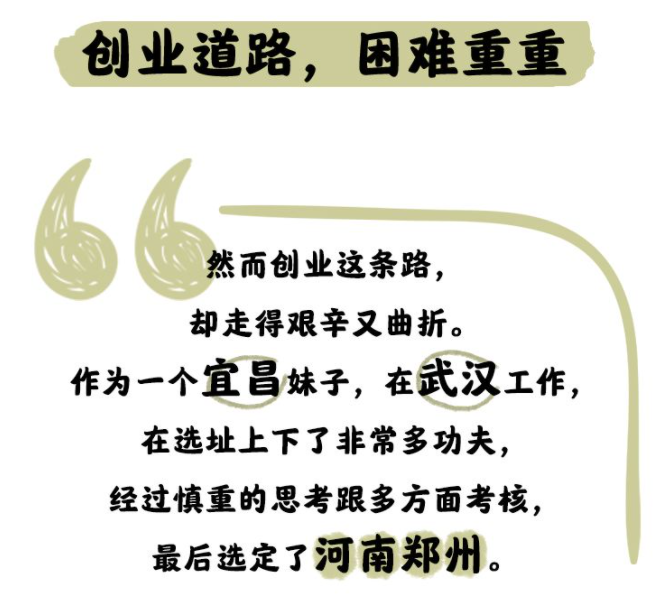 创业道路，困难重重
然而创业这条路，
却走得艰辛又曲折。
作为一个宜昌妹子，在武汉工作，
在选址上下了非常多功夫，
经过慎重的思考跟多方面考核，
最后选定了河南郑州。